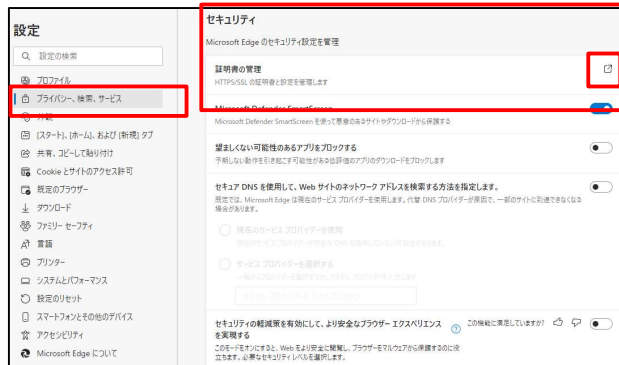 設定
設定の検索
プロファイル
プライバシー、検索、サービス
外観
[スタート]、[ホーム]、および [新規] タブ
共有、コピーして貼り付け
Cookie とサイトのアクセス許可
既定のブラウザー
ダウンロード
ファミリー セーフティ
言語
プリンター
システムとパフォーマンス
設定のリセット
スマートフォンとその他のデバイス
アクセシビリティ
Microsoft Edge について
セキュリティ
Microsoft Edge のセキュリティ設定を管理
証明書の管理
HTTPS/SSL の証明書と設定を管理します
Microsoft Defender SmartScreen
Microsoft Defender SmartScreen を使って悪意のあるサイトやダウンロードから保護する
望ましくない可能性のあるアプリをブロックする
予期しない動作を引き起こす可能性がある低評価のアプリのダウンロードをブロックします
セキュア DNS を使用して、Web サイトのネットワーク アドレスを検索する方法を指定します。
既定では、Microsoft Edge は現在のサービス プロバイダーを使用します。代替 DNS プロバイダーが原因で、一部のサイトに到達できなくなる
場合があります。
現在のサービス プロバイダーを使用
サービス プロバイダーを選択する
セキュリティの軽減策を有効にして、より安全なブラウザー エクスペリエンス
を実現する
この機能に満足していますか?
このモードをオンにすると、Web をより安全に閲覧し、ブラウザーをマルウェアから保護するのに役
立ちます。必要なセキュリティ レベルを選択します。